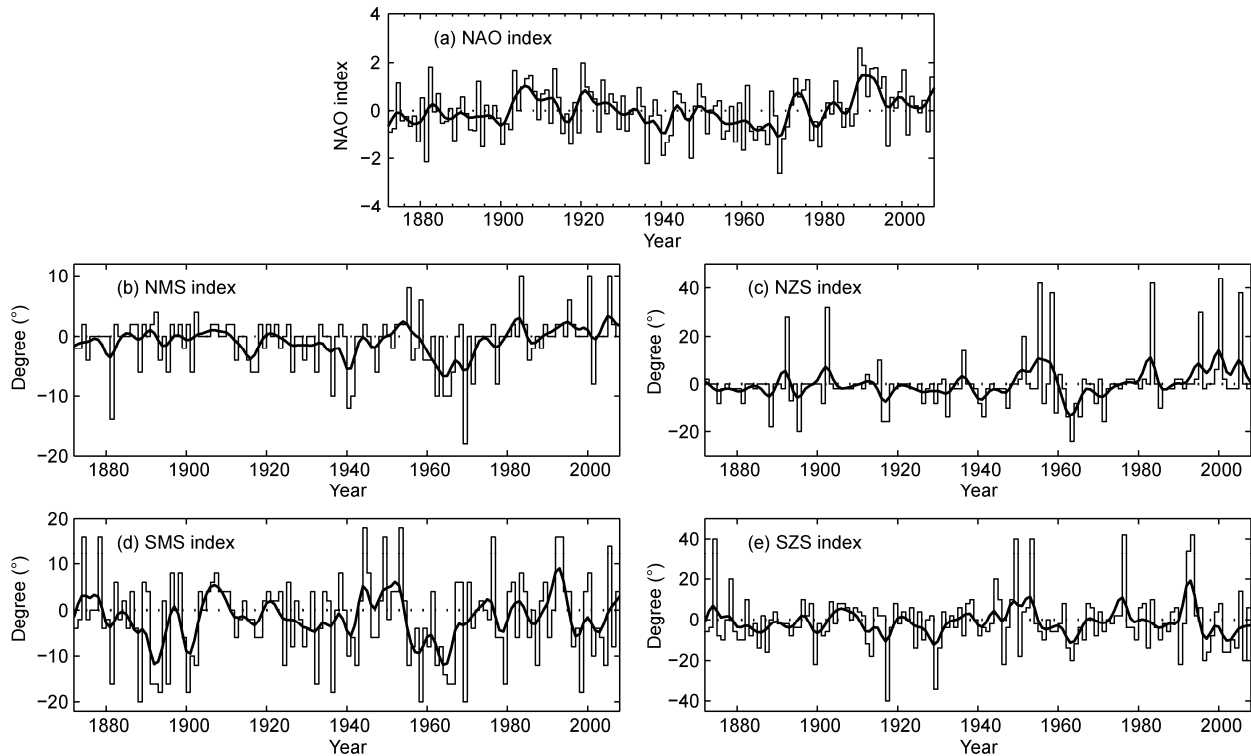 4
(a) NAO index
2
0
−2
−4
NAO index
1880 1900 1920 1940 1960 1980 2000
Year
10
(b) NMS index
0
−10
−20
Degree (°)
1880 1900 1920 1940 1960 1980 2000
Year
(c) NZS index
40
20
0
−20
Degree (°)
1880 1900 1920 1940 1960 1980 2000
Year
20
(d) SMS index
10
0
−10
−20
Degree (°)
1880 1900 1920 1940 1960 1980 2000
Year
(e) SZS index
40
20
0
−20
−40
Degree (°)
1880 1900 1920 1940 1960 1980 2000
Year